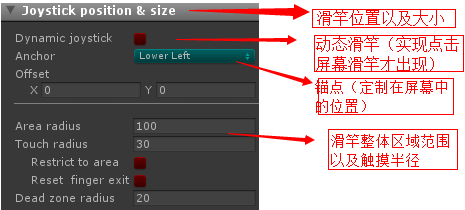 Joystick position & size
滑竿位置以及大小
Dynamic joystick
动态滑竿（实现点击
屏幕滑竿才出现）
Anchor
Lower Left
锚点（定制在屏幕中
的位置）
Offset
X 0 Y 0
Area radius 100
滑竿整体区域范围
以及触摸半径
Touch radius 30
Restrict to area
Reset finger exit
Dead zone radius 20